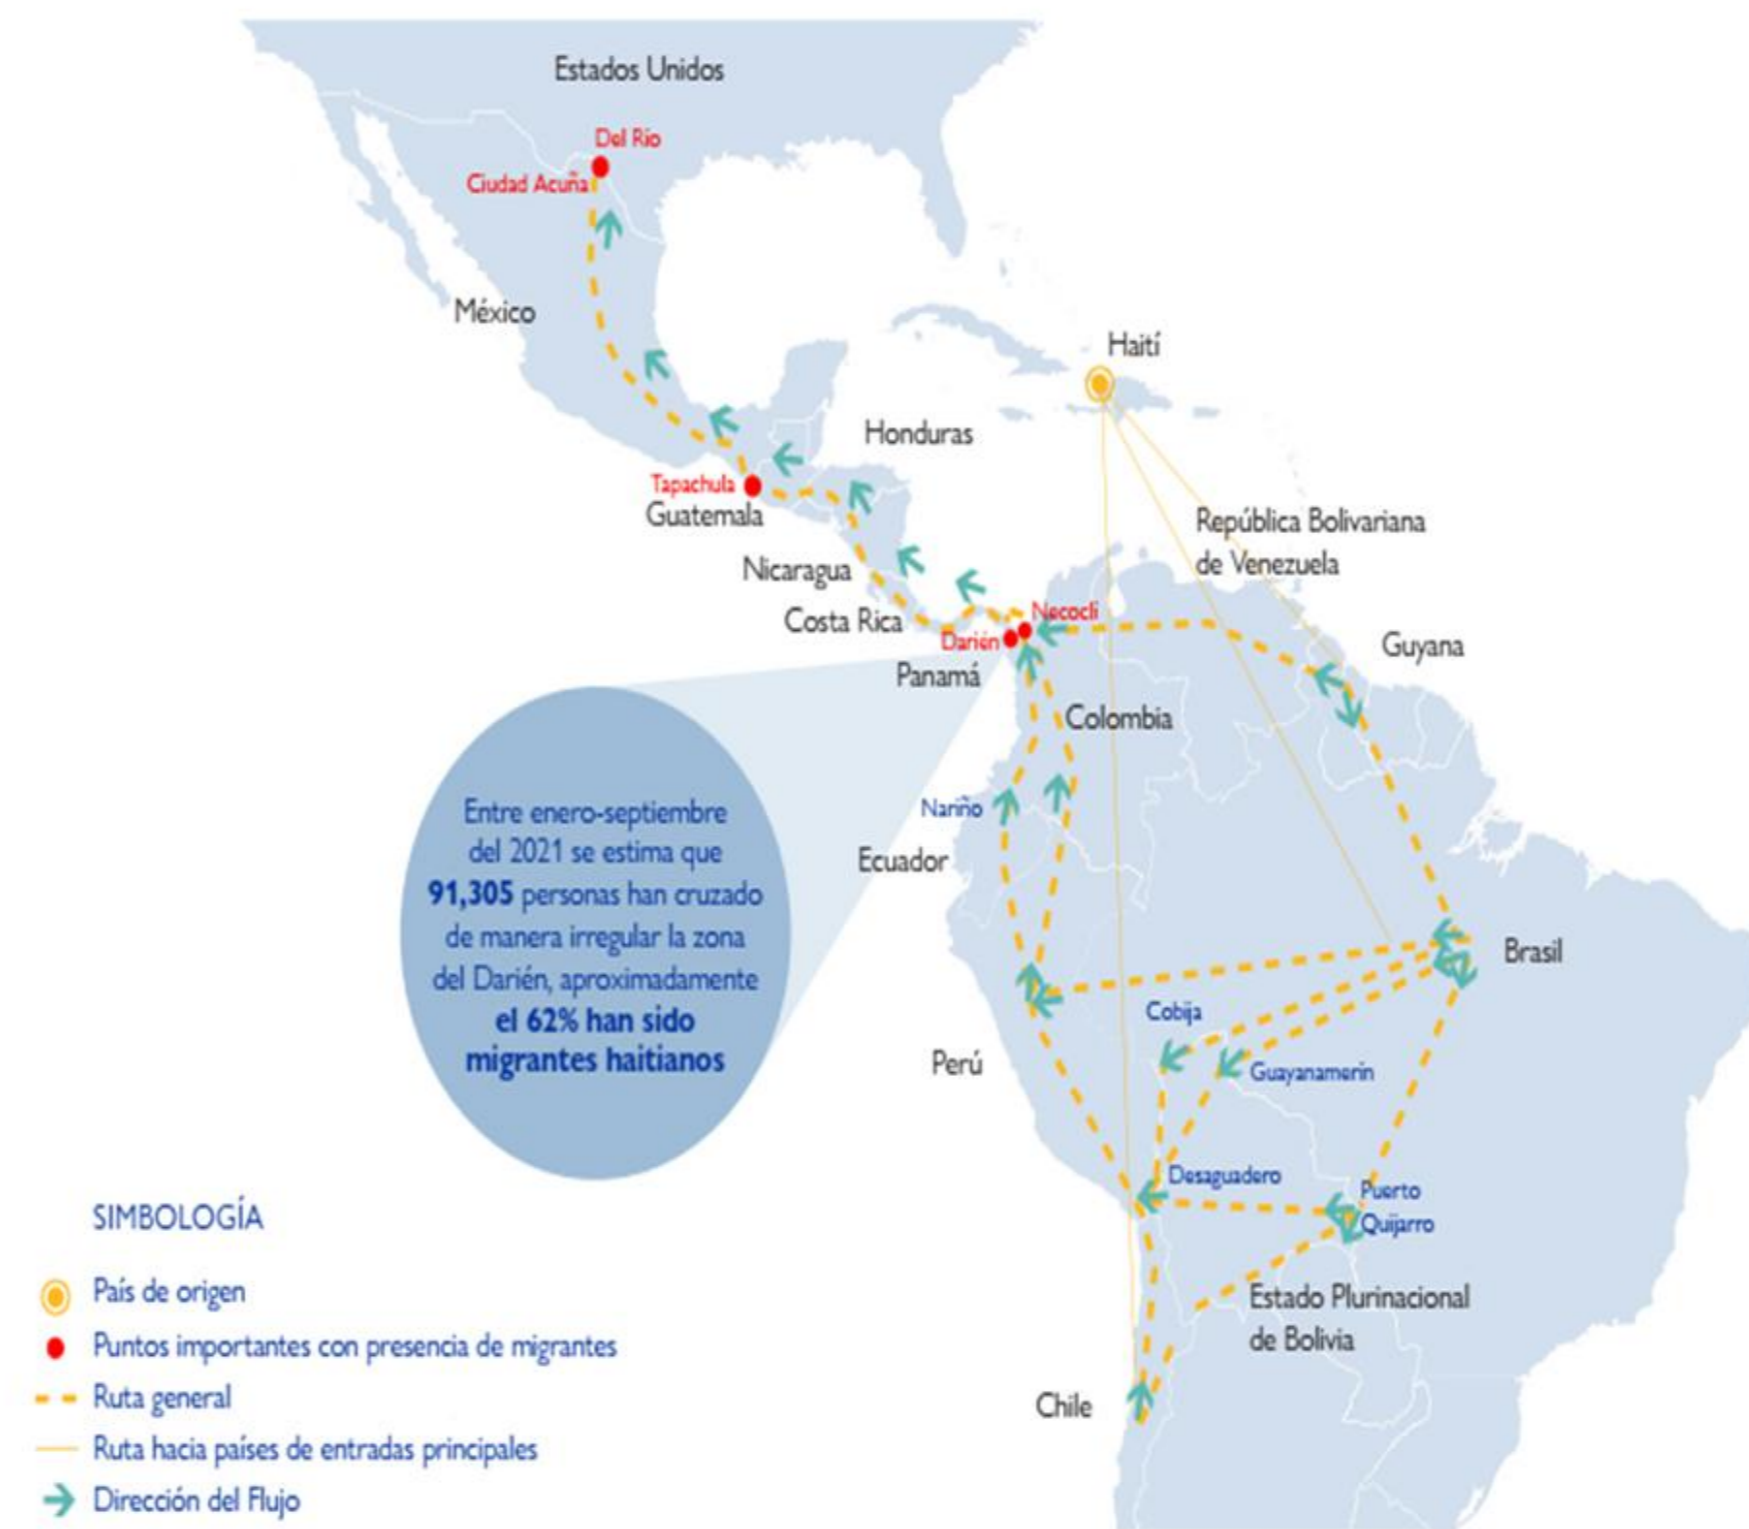 Estados Unidos
Del Río
Ciudad Acuña
México
Haití
Honduras
Tapachula
Guatemala
República Bolivariana
de Venezuela
Nicaragua
Costa Rica
Necocli
Darién
Panamá
Guyana
Colombia
Nariño
Ecuador
Entre enero-septiembre
del 2021 se estima que
91,305 personas han cruzado
de manera irregular la zona
del Darién, aproximadamente
el 62% han sido
migrantes haitianos
Brasil
Cobija
Perú
Guayanamerin
Desaguadero
Puerto
Quijarro
Estado Plurinacional
de Bolivia
Chile
SIMBOLOGÍA
País de origen
Puntos importantes con presencia de migrantes
Ruta general
Ruta hacia países de entradas principales
Dirección del Flujo